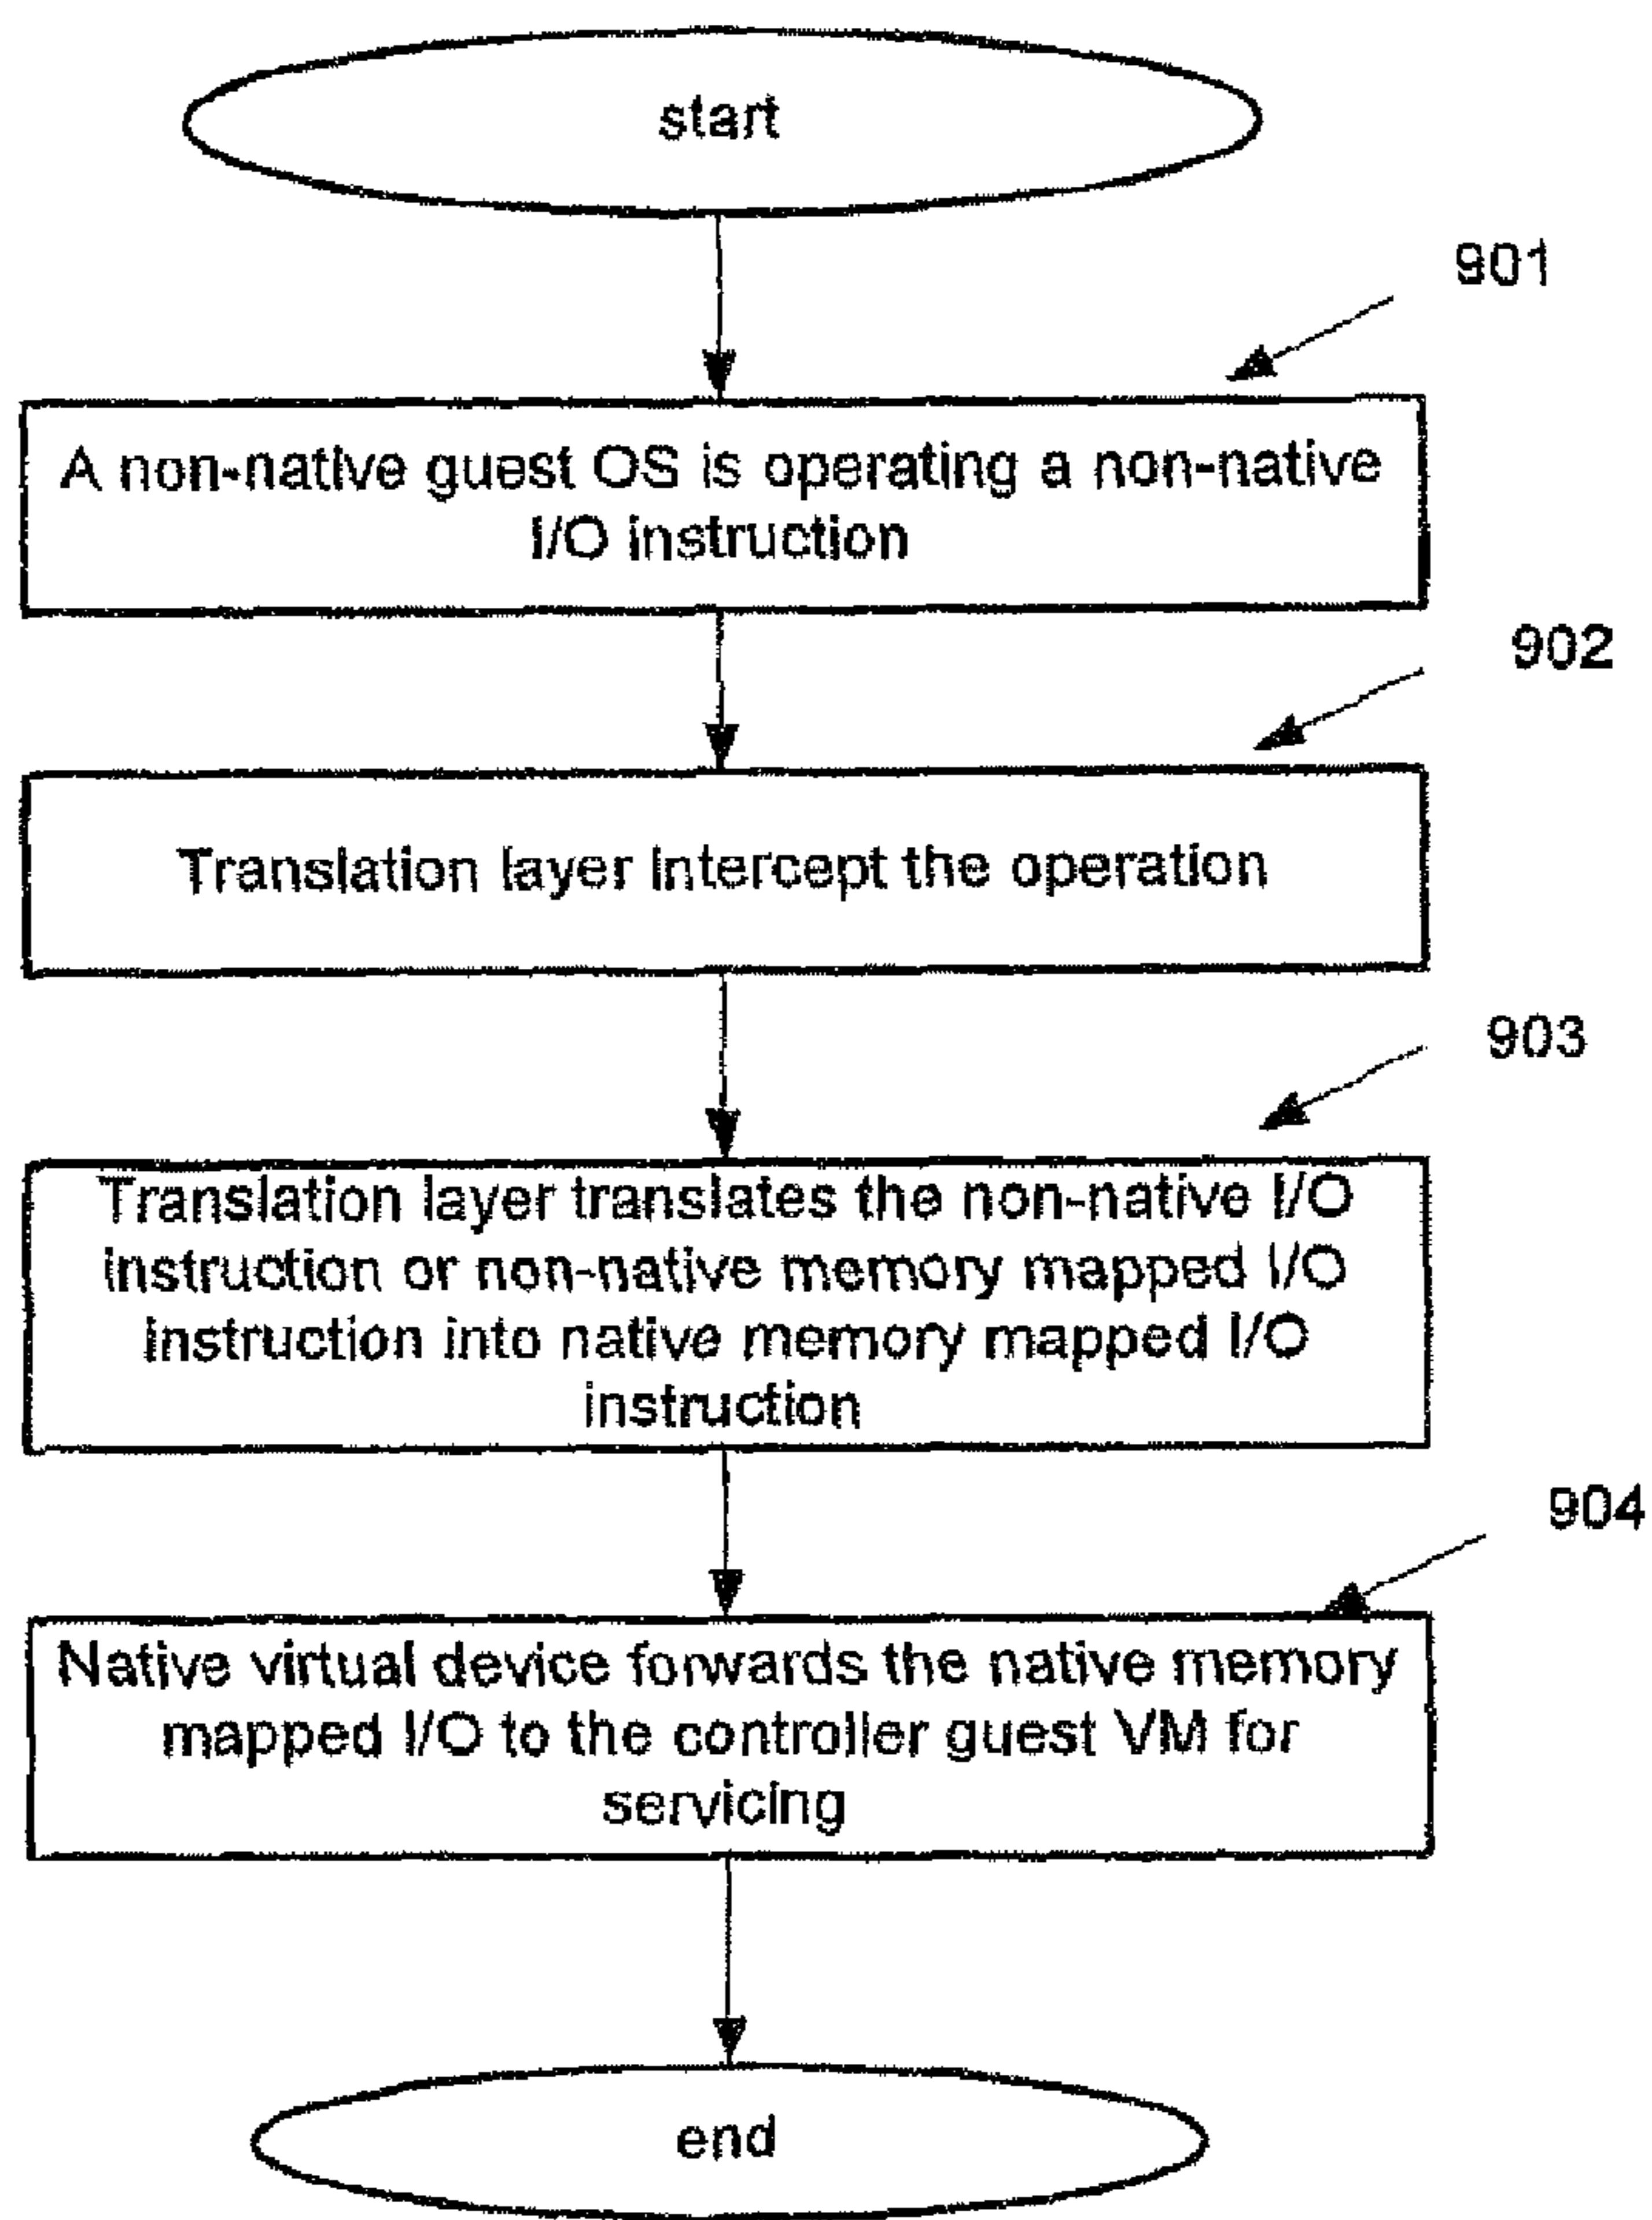 start
901
A non-native guest OS is operating a non-native
I/O instruction
902
Translation layer Intercept the operation
903
Translation layer translates the non-native I/O
instruction or non-native memory mapped I/O
instruction into native memory mapped I/O
instruction
904
Native virtual device forwards the native memory
mapped I/O to the controller guest VM for
servicing
end